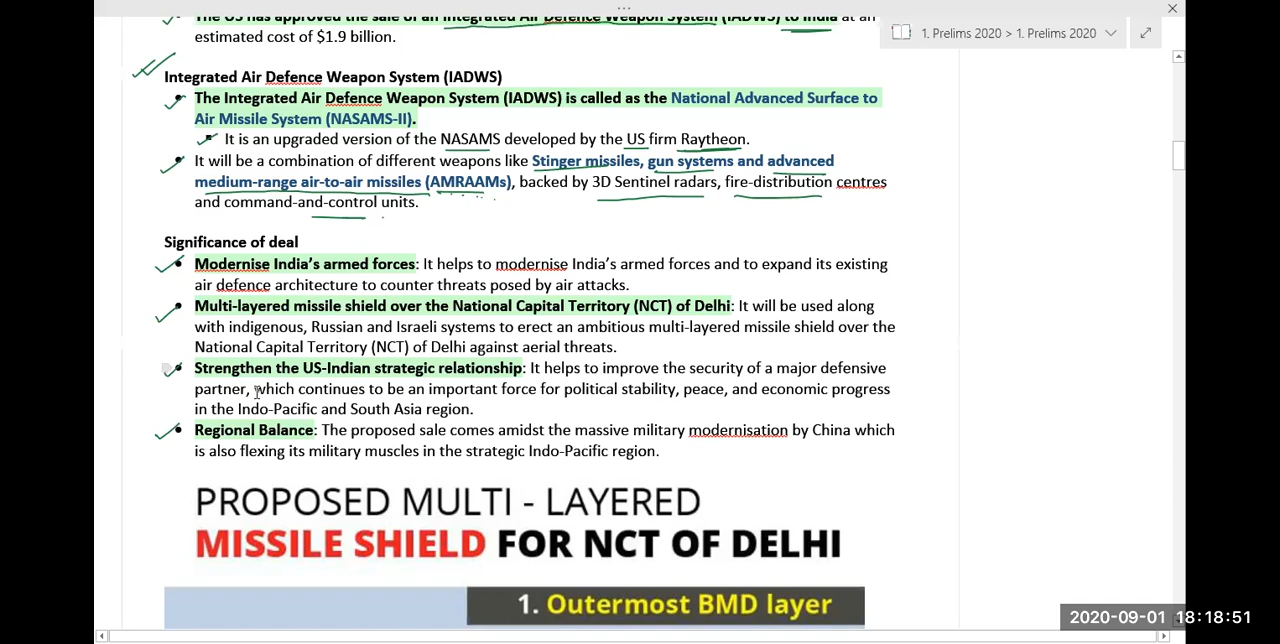 1. Prelims 2020 > 1. Prelims 2020
The US has approved the sale of an Integrated Air Defence Weapon System (IADWS) to India at an
estimated cost of $1.9 billion.
Integrated Air Defence Weapon System (IADWS)
The Integrated Air Defence Weapon System (IADWS) is called as the National Advanced Surface to
Air Missile System (NASAMS-II).
It is an upgraded version of the NASAMS developed by the US firm Raytheon.
It will be a combination of different weapons like Stinger missiles, gun systems and advanced
medium-range air-to-air missiles (AMRAAMs), backed by 3D Sentinel radars, fire-distribution centres
and command-and-control units.
Significance of deal
Modernise India's armed forces: It helps to modernise India's armed forces and to expand its existing
air defence architecture to counter threats posed by air attacks.
Multi-layered missile shield over the National Capital Territory (NCT) of Delhi: It will be used along
with indigenous, Russian and Israeli systems to erect an ambitious multi-layered missile shield over the
National Capital Territory (NCT) of Delhi against aerial threats.
Strengthen the US-Indian strategic relationship: It helps to improve the security of a major defensive
partner, which continues to be an important force for political stability, peace, and economic progress
in the Indo-Pacific and South Asia region.
Regional Balance: The proposed sale comes amidst the massive military modernisation by China which
is also flexing its military muscles in the strategic Indo-Pacific region.
PROPOSED MULTI - LAYERED
MISSILE SHIELD FOR NCT OF DELHI
1. Outermost BMD layer
2020-09-01 18:18:51